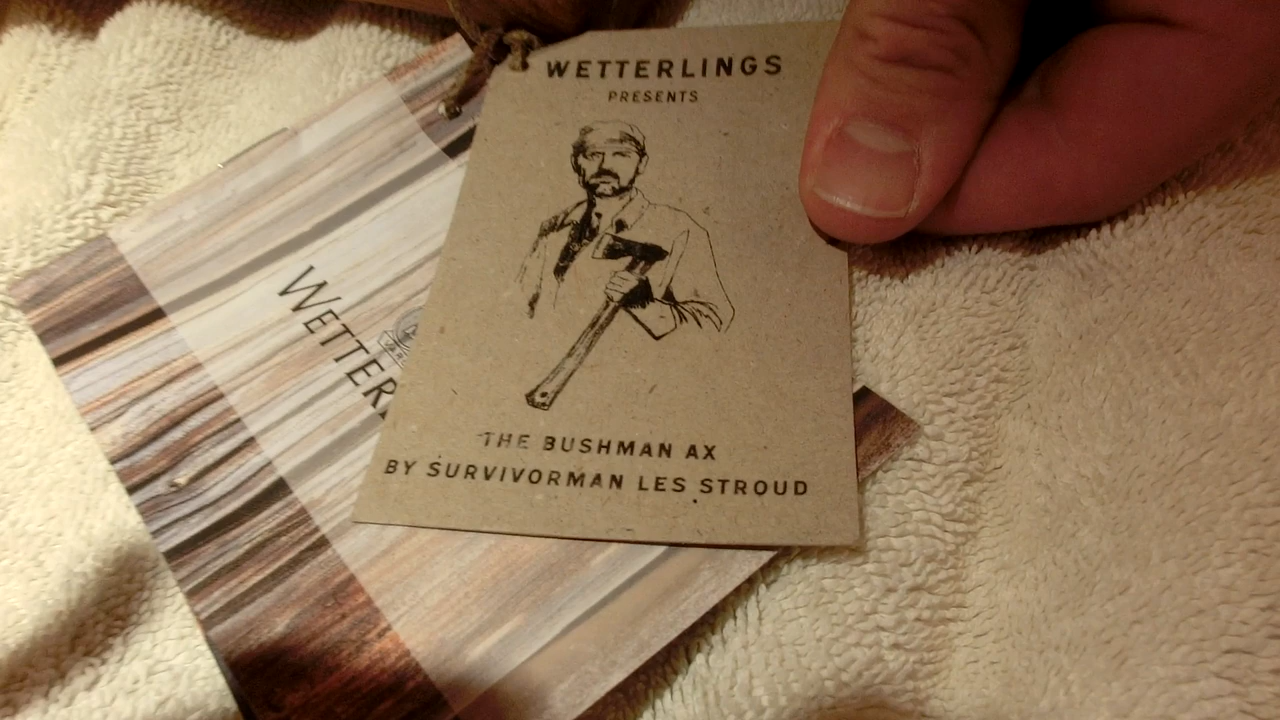 WETTERLINGS
PRESENTS
THE BUSHMAN AX
BY SURVIVORMAN LES STROUD
WETTER